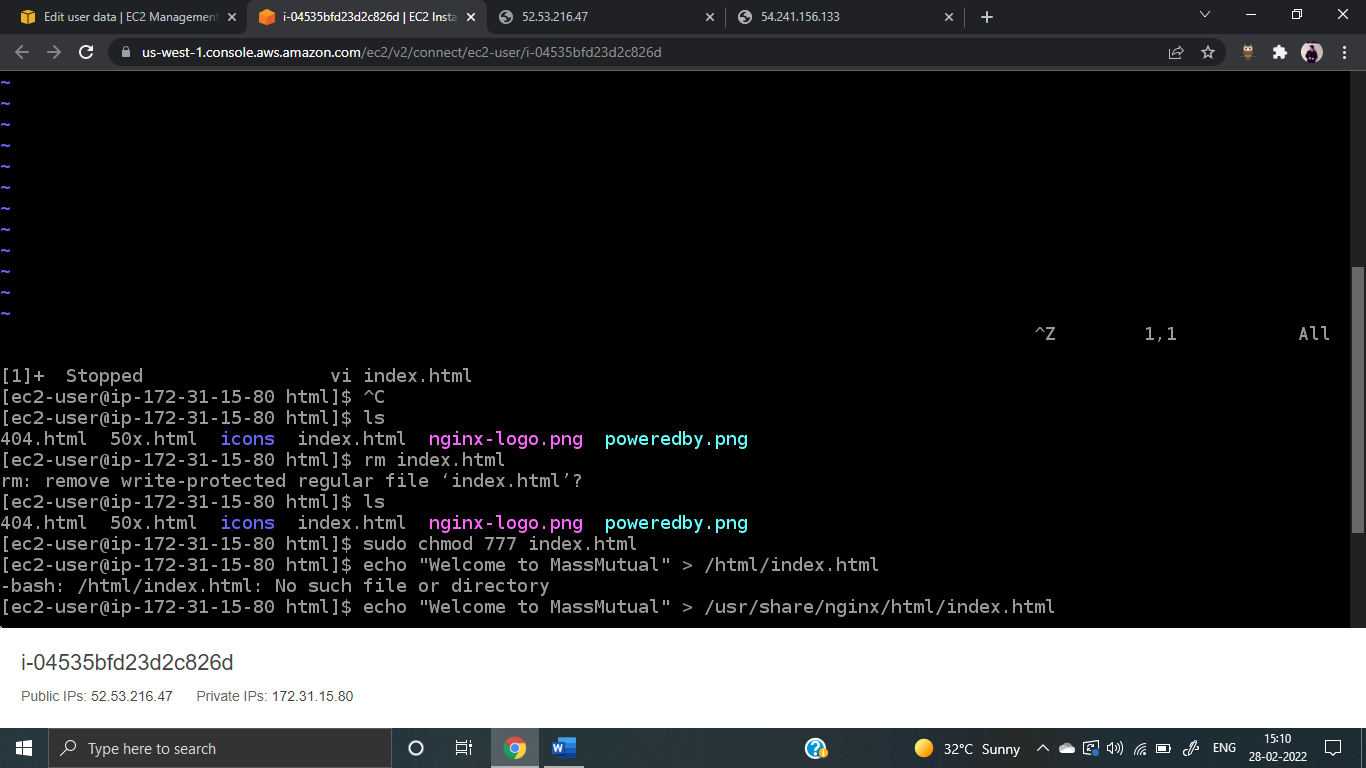 Edit user data | EC2 Management
i-04535bfd23d2c826d | EC2 Insta
52.53.216.47
54.241.156.133
us-west-1.console.aws.amazon.com/ec2/v2/connect/ec2-user/i-04535bfd23d2c826d
~
~
~
~
~
~
~
~
~
~
~
~
^Z 1,1 All
[1]+  Stopped                 vi index.html
[ec2-user@ip-172-31-15-80 html]$ ^C
[ec2-user@ip-172-31-15-80 html]$ ls
404.html  50x.html  icons  index.html  nginx-logo.png  poweredby.png
[ec2-user@ip-172-31-15-80 html]$ rm index.html
rm: remove write-protected regular file ‘index.html’?
[ec2-user@ip-172-31-15-80 html]$ ls
404.html  50x.html  icons  index.html  nginx-logo.png  poweredby.png
[ec2-user@ip-172-31-15-80 html]$ sudo chmod 777 index.html
[ec2-user@ip-172-31-15-80 html]$ echo "Welcome to MassMutual" > /html/index.html
-bash: /html/index.html: No such file or directory
[ec2-user@ip-172-31-15-80 html]$ echo "Welcome to MassMutual" > /usr/share/nginx/html/index.html
i-04535bfd23d2c826d
Public IPs: 52.53.216.47 Private IPs: 172.31.15.80
Type here to search
32°C Sunny
ENG
15:10
28-02-2022